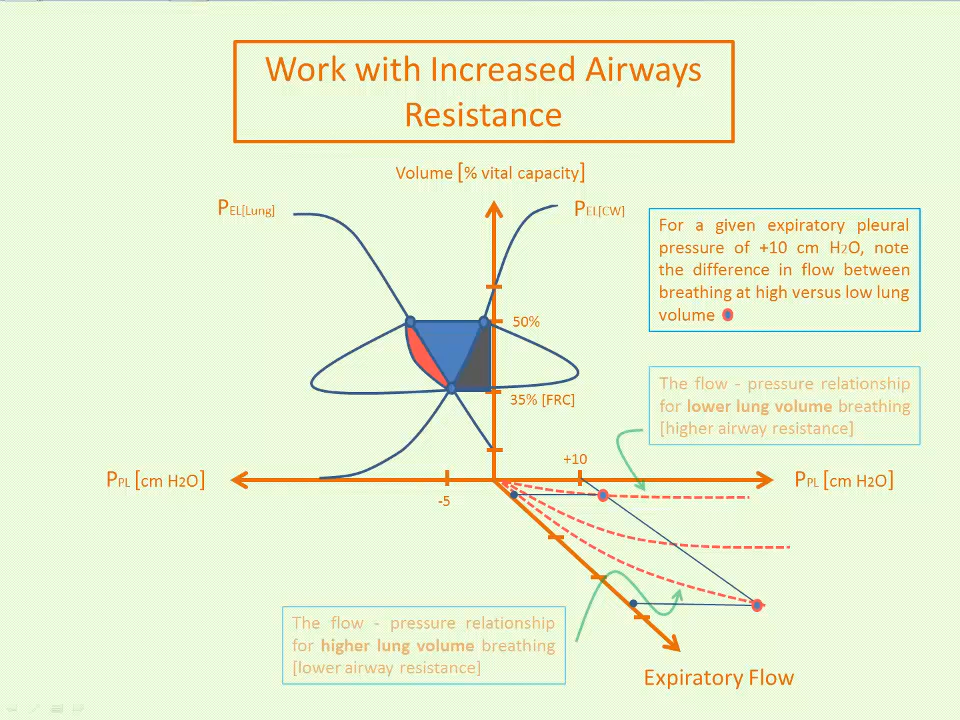 Work with Increased Airways
Resistance
Volume [% vital capacity]
PEL[Lung]
PEL[CW]
For a given expiratory pleural
pressure of +10 cm H2O, note
the difference in flow between
breathing at high versus low lung
volume
50%
35% [FRC]
The flow - pressure relationship
for lower lung volume breathing
[higher airway resistance]
+10
PPL [cm H2O]
-5
PPL [cm H2O]
The flow - pressure relationship
for higher lung volume breathing
[lower airway resistance]
Expiratory Flow